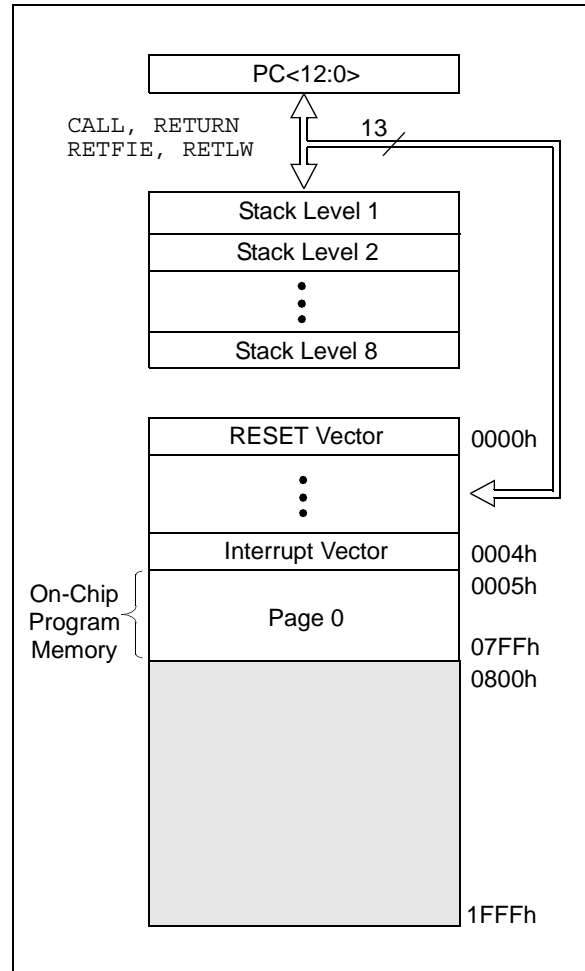 PC<12:0>
CALL, RETURN
RETFIE, RETLW
13
Stack Level 1
Stack Level 2
Stack Level 8
RESET Vector
0000h
Interrupt Vector
0004h
0005h
On-Chip
Program
Memory
Page 0
07FFh
0800h
1FFFh